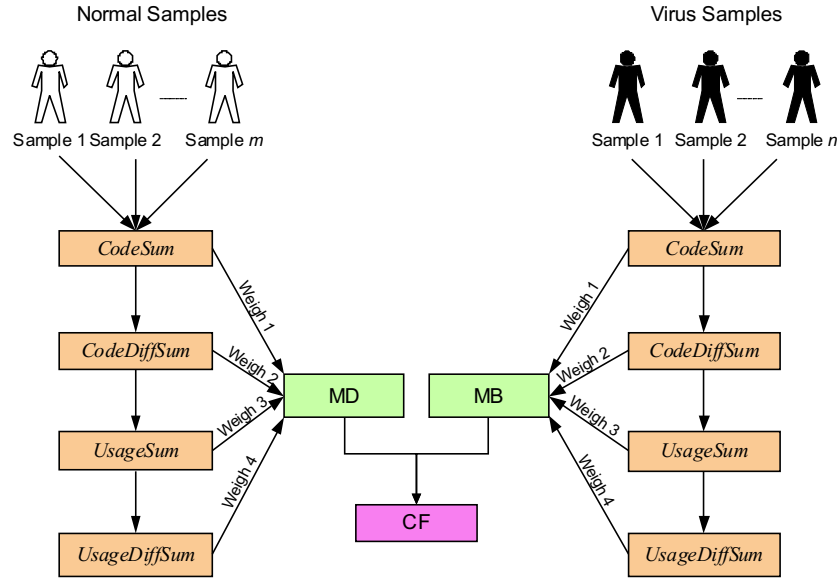 Normal Samples
Virus Samples
Sample 1 Sample 2 Sample m
Sample 1 Sample 2 Sample n
CodeSum
CodeSum
Weigh 1
Weigh 1
CodeDiffSum
CodeDiffSum
Weigh 2
Weigh 2
MD
MB
Weigh 3
Weigh 3
UsageSum
UsageSum
Weigh 4
Weigh 4
CF
UsageDiffSum
UsageDiffSum